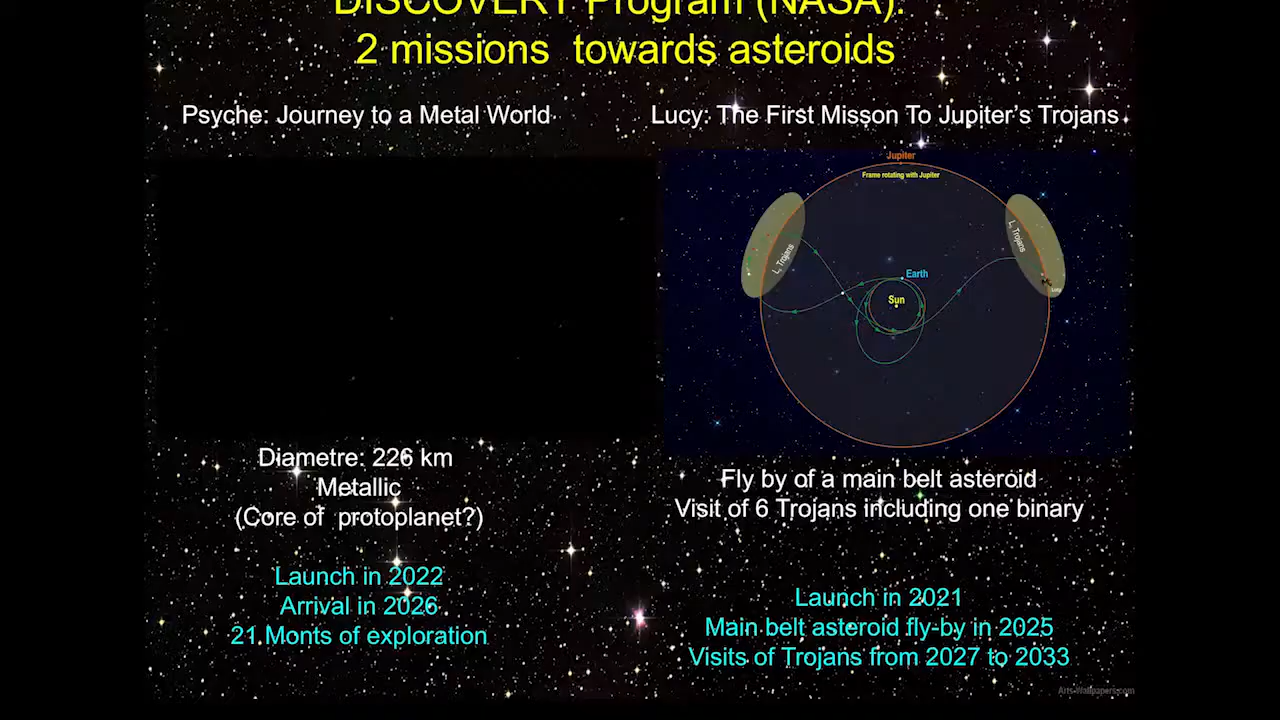 DISCOVERY Program (NASA):
2 missions towards asteroids
Psyche: Journey to a Metal World
Lucy: The First Misson To Jupiter's Trojans
Jupiter
Frame rotating with Jupiter
L Trojans
L Trojans
Earth
Sun
Lucy
Diametre: 226 km
Metallic
(Core of protoplanet?)
Fly by of a main belt asteroid
Visit of 6 Trojans including one binary
Launch in 2022
Arrival in 2026
21 Monts of exploration
Launch in 2021
Main belt asteroid fly-by in 2025
Visits of Trojans from 2027 to 2033
Arts-Wallpapers.com